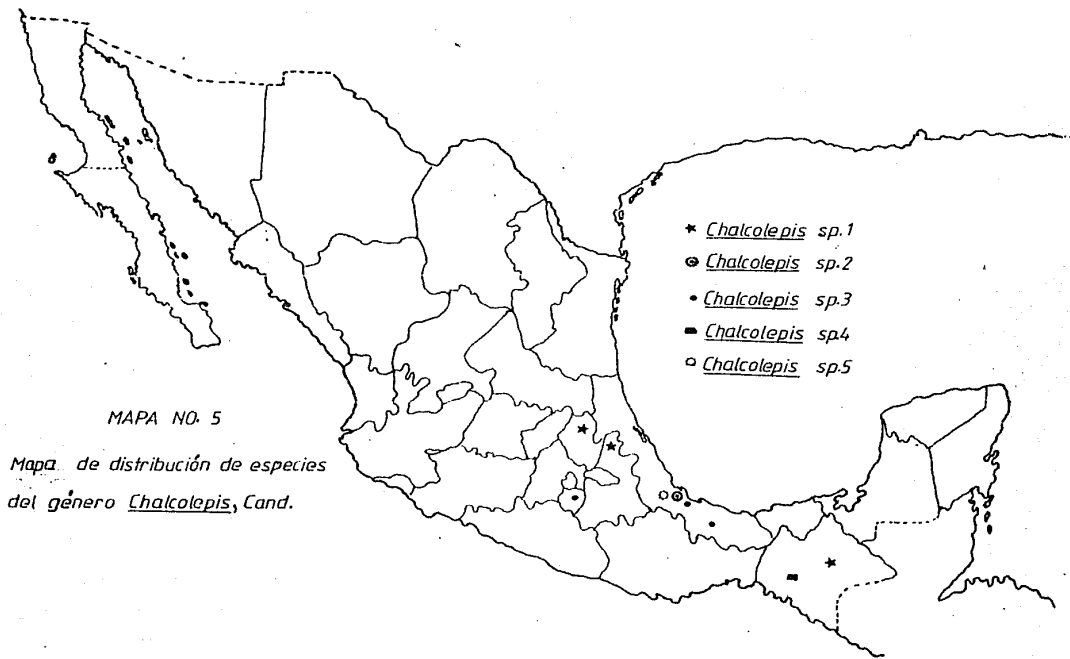 Chalcolepis sp.1
Chalcolepis sp.2
Chalcolepis sp.3
Chalcolepis sp.4
Chalcolepis sp.5
MAPA NO. 5
Mapa de distribución de especies
del género Chalcolepis, Cand.